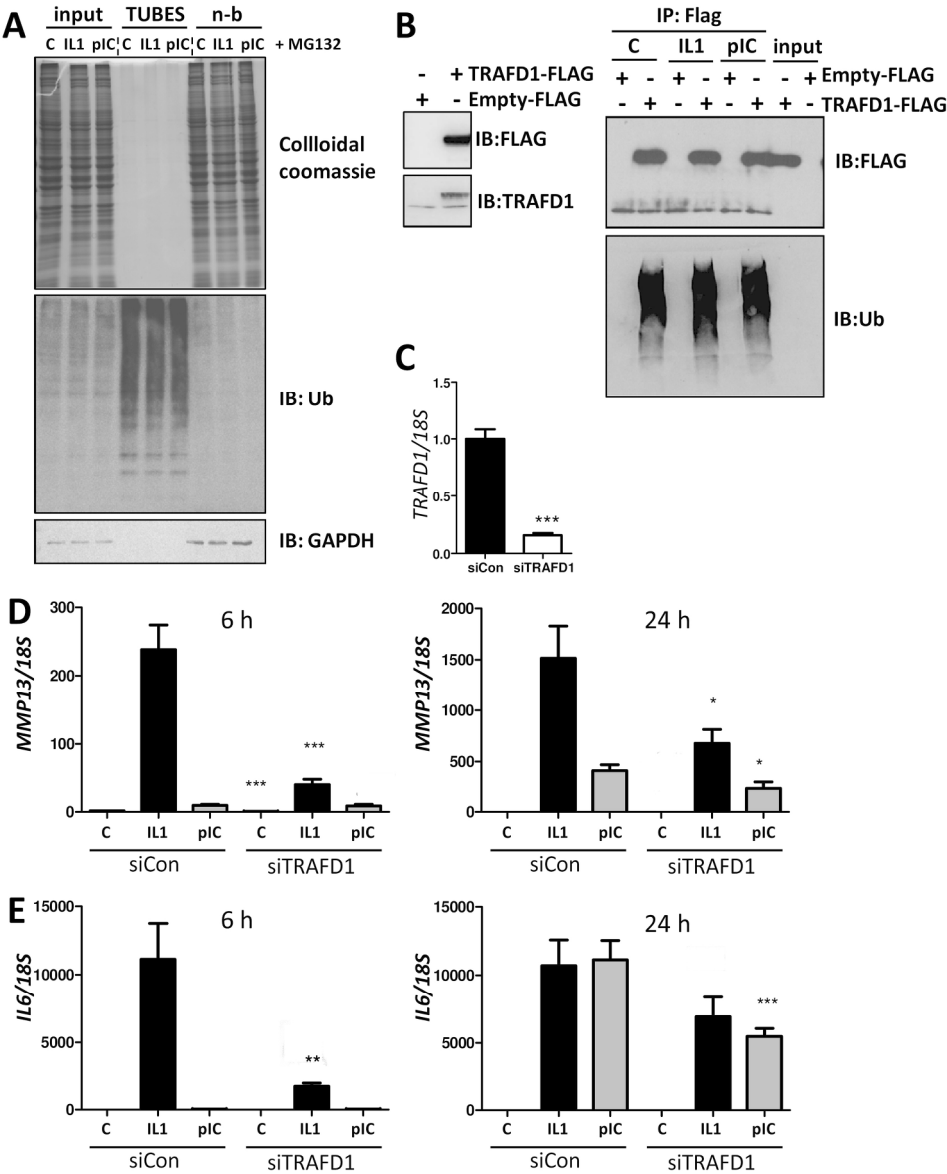 A
input TUBES n-b
C IL1 pIC C IL1 pIC C IL1 pIC + MG132
Collloidal
coomassie
IB: Ub
IB: GAPDH
B
- + TRAFD1-FLAG
+ - Empty-FLAG
IB:FLAG
IB:TRAFD1
IP: Flag
C IL1 pIC input
+ - + - + - - + Empty-FLAG
- + - + - + + - TRAFD1-FLAG
IB:FLAG
IB:Ub
C
TRAFD1/18S
1.5
1.0
0.5
0.0
***
siCon siTRAFD1
D
6 h
MMP13/18S
300
200
100
0
*** ***
C IL1 pIC C IL1 pIC
siCon siTRAFD1
24 h
MMP13/18S
2000
1500
1000
500
0
* *
C IL1 pIC C IL1 pIC
siCon siTRAFD1
E
6 h
IL6/18S
15000
10000
5000
0
**
C IL1 pIC C IL1 pIC
siCon siTRAFD1
24 h
IL6/18S
15000
10000
5000
0
***
C IL1 pIC C IL1 pIC
siCon siTRAFD1